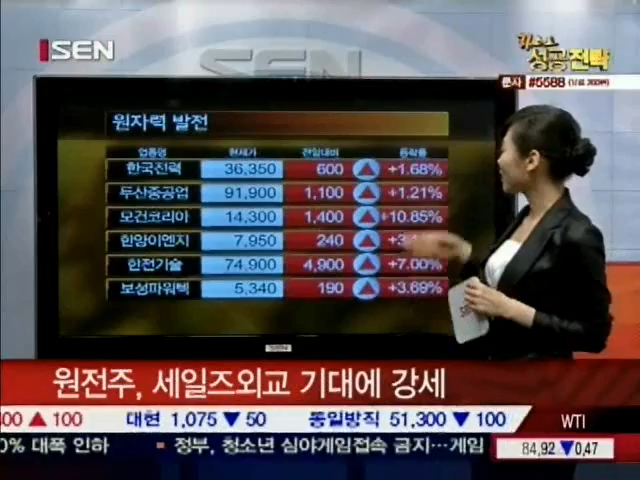 SEN
성공전략
문자 #5588
SEN
원자력 발전
업종명 현재가 전일대비 등락률
한국전력 36,350 600 ▲ +1.68%
두산중공업 91,900 1,100 ▲ +1.21%
모건코리아 14,300 1,400 ▲ +10.85%
한양이엔지 7,950 240 ▲
한전기술 74,900 4,900 ▲ +7.00%
보성파워텍 5,340 190 ▲ +3.69%
SEN
원전주, 세일즈외교 기대에 강세
400 ▲ 100 대현 1,075 ▼ 50 동일방직 51,300 ▼ 100 WTI
0% 대폭 인하 정부, 청소년 심야게임접속 금지...게임 84.92 ▼0.47